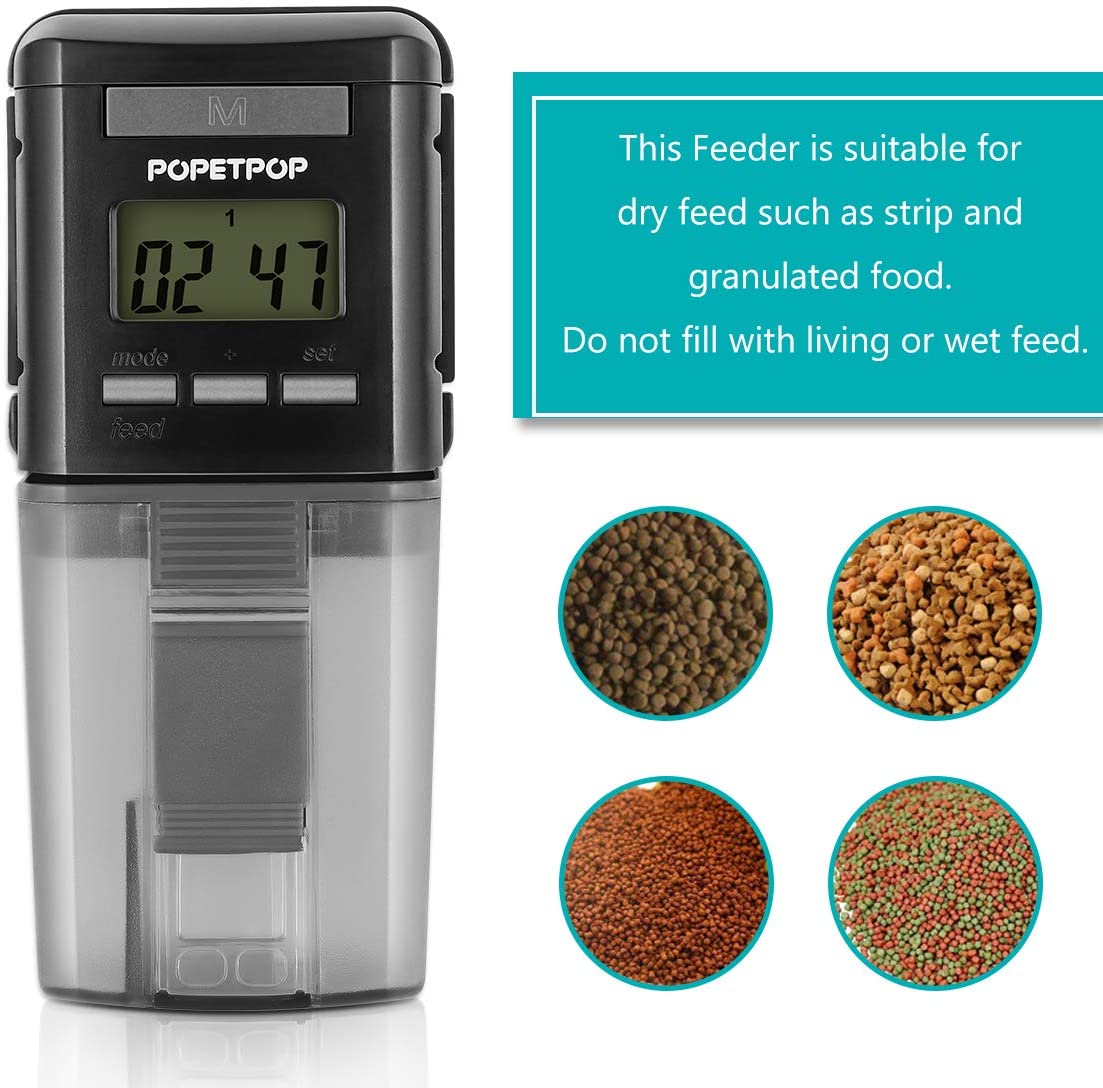 M
POPETPOP
1
02 47
mode + set
feed
This Feeder is suitable for
dry feed such as strip and
granulated food.
Do not fill with living or wet feed.